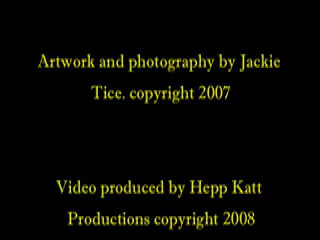 Artwork and photography by Jackie
Tice. copyright 2007
Video produced by Hepp Katt
Productions copyright 2008